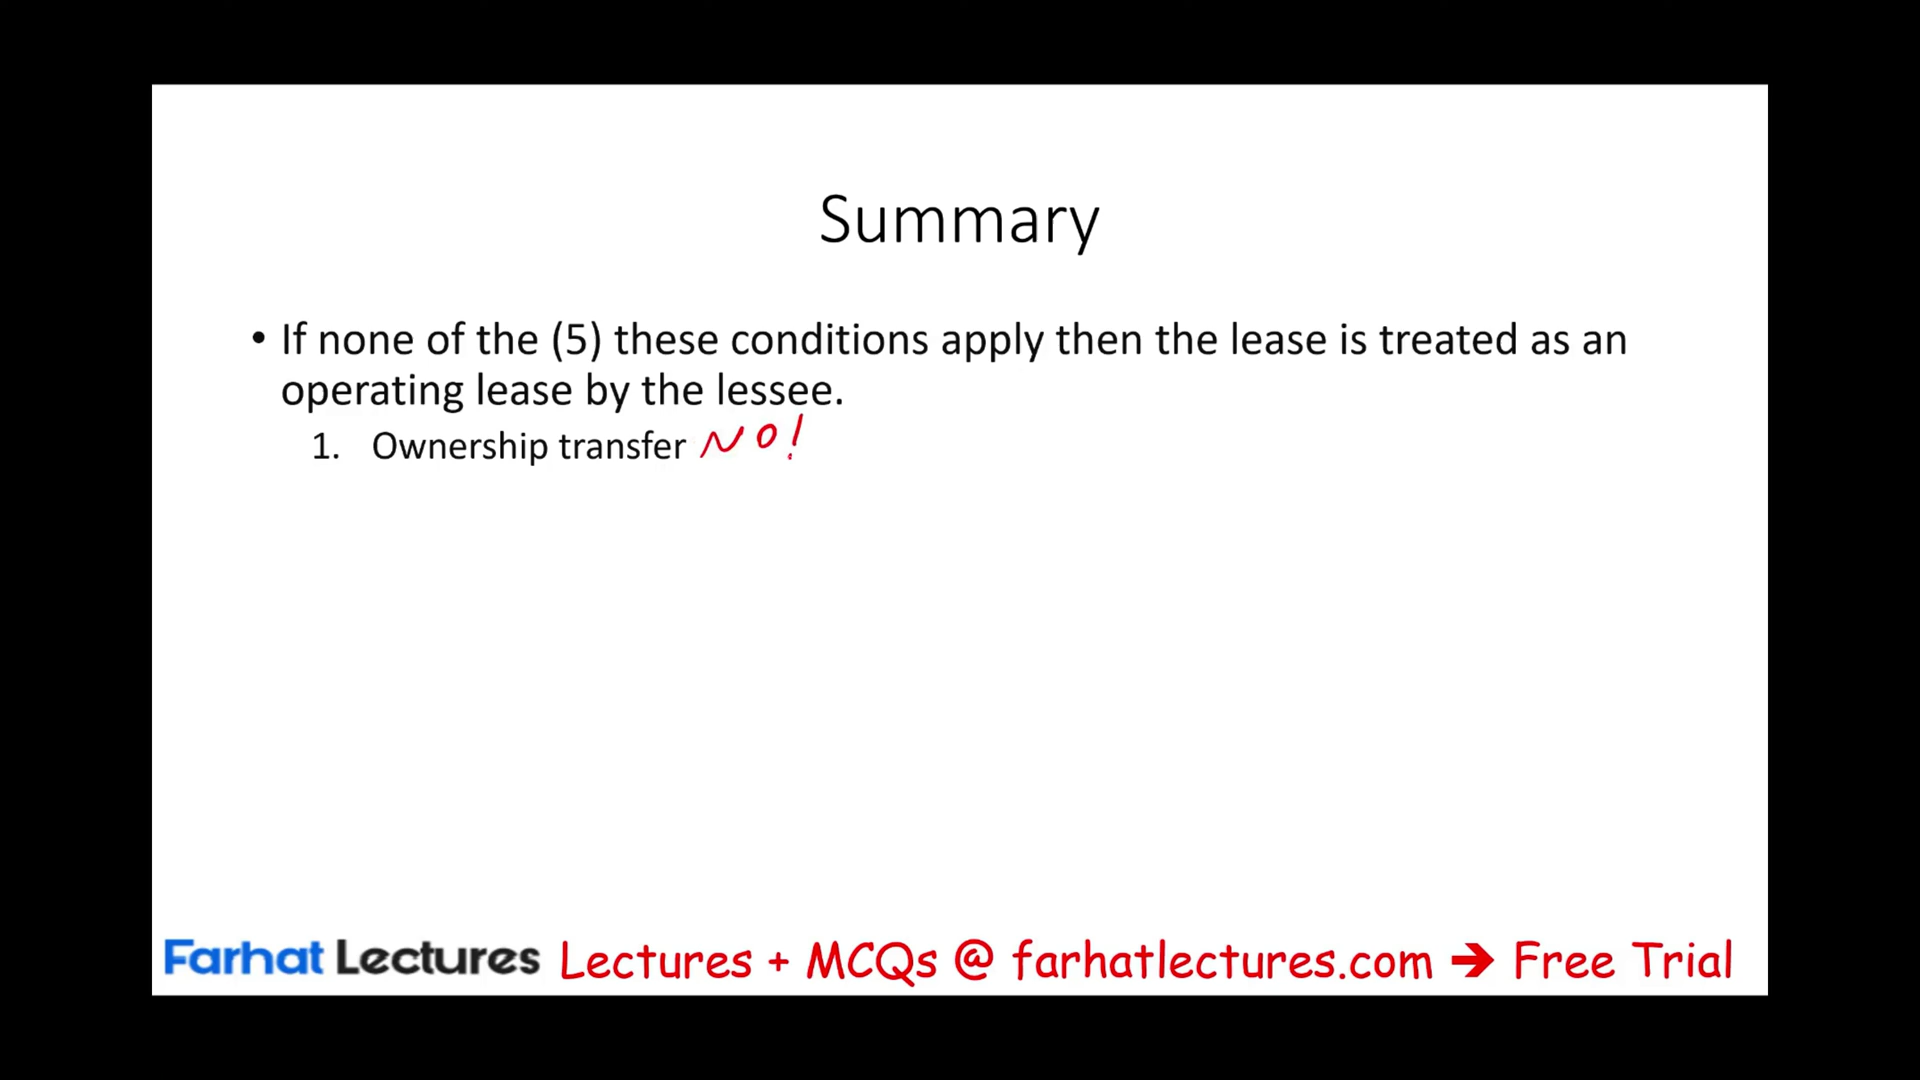 Summary
• If none of the (5) these conditions apply then the lease is treated as an
operating lease by the lessee.
1. Ownership transfer NO!
Farhat Lectures Lectures + MCQs @ farhatlectures.com ➔ Free Trial